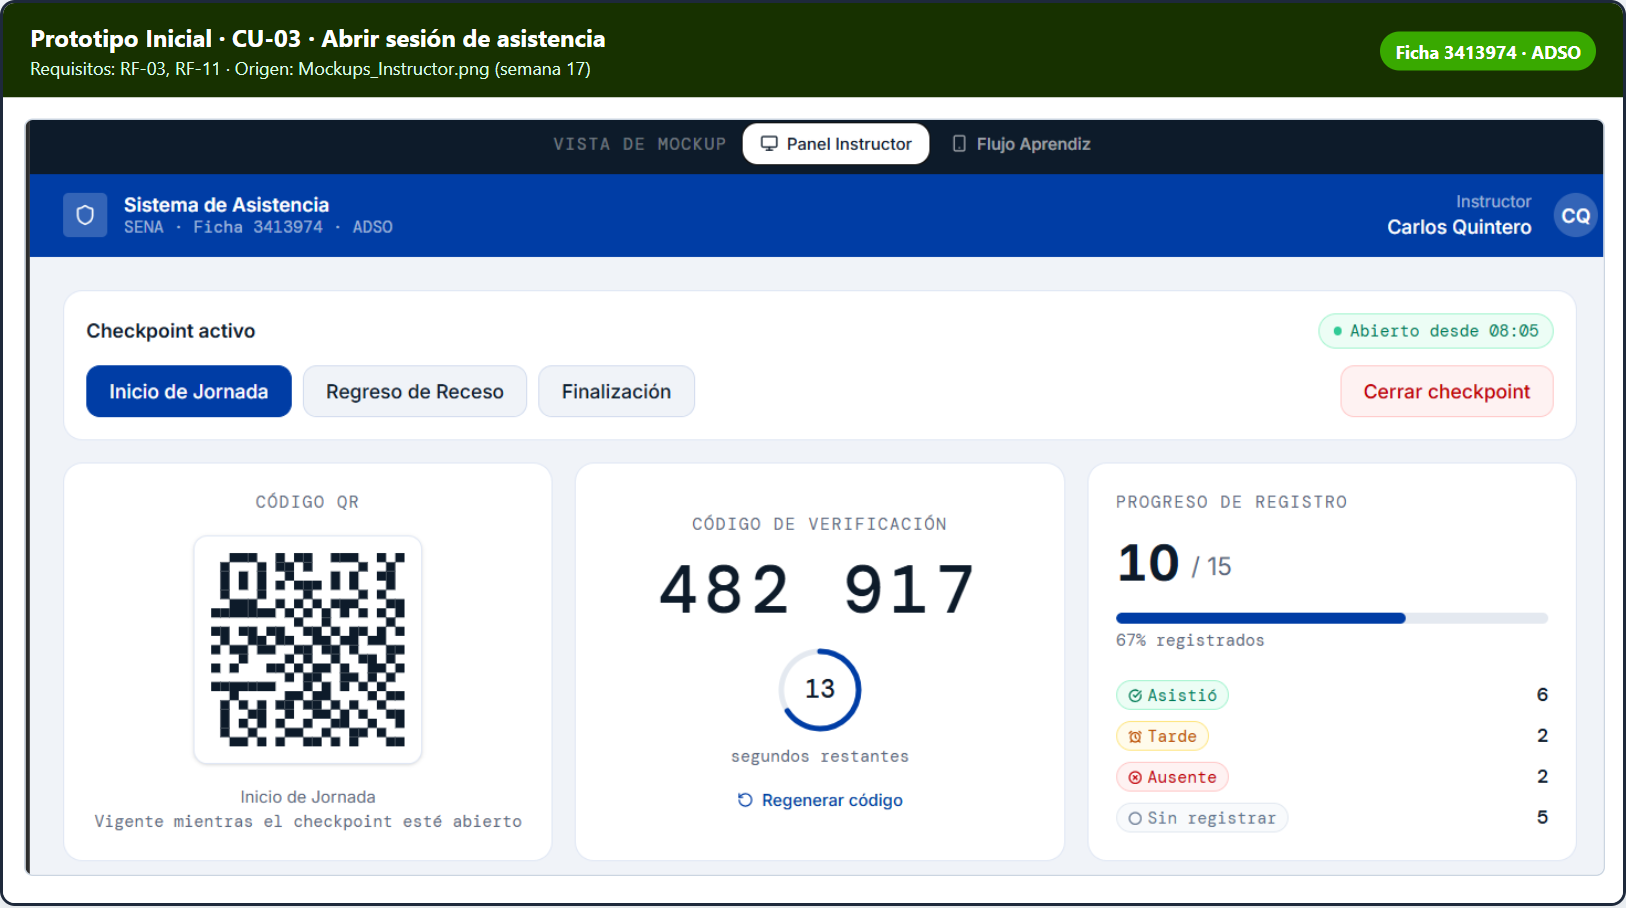 Prototipo Inicial · CU-03 · Abrir sesión de asistencia
Requisitos: RF-03, RF-11 · Origen: Mockups_Instructor.png (semana 17)
Ficha 3413974 · ADSO
VISTA DE MOCKUP
Panel Instructor
Flujo Aprendiz
Sistema de Asistencia
SENA · Ficha 3413974 · ADSO
Instructor
Carlos Quintero
CQ
Checkpoint activo
Abierto desde 08:05
Inicio de Jornada
Regreso de Receso
Finalización
Cerrar checkpoint
CÓDIGO QR
Inicio de Jornada
Vigente mientras el checkpoint esté abierto
CÓDIGO DE VERIFICACIÓN
482 917
13
segundos restantes
Regenerar código
PROGRESO DE REGISTRO
10 / 15
67% registrados
Asistió 6
Tarde 2
Ausente 2
Sin registrar 5